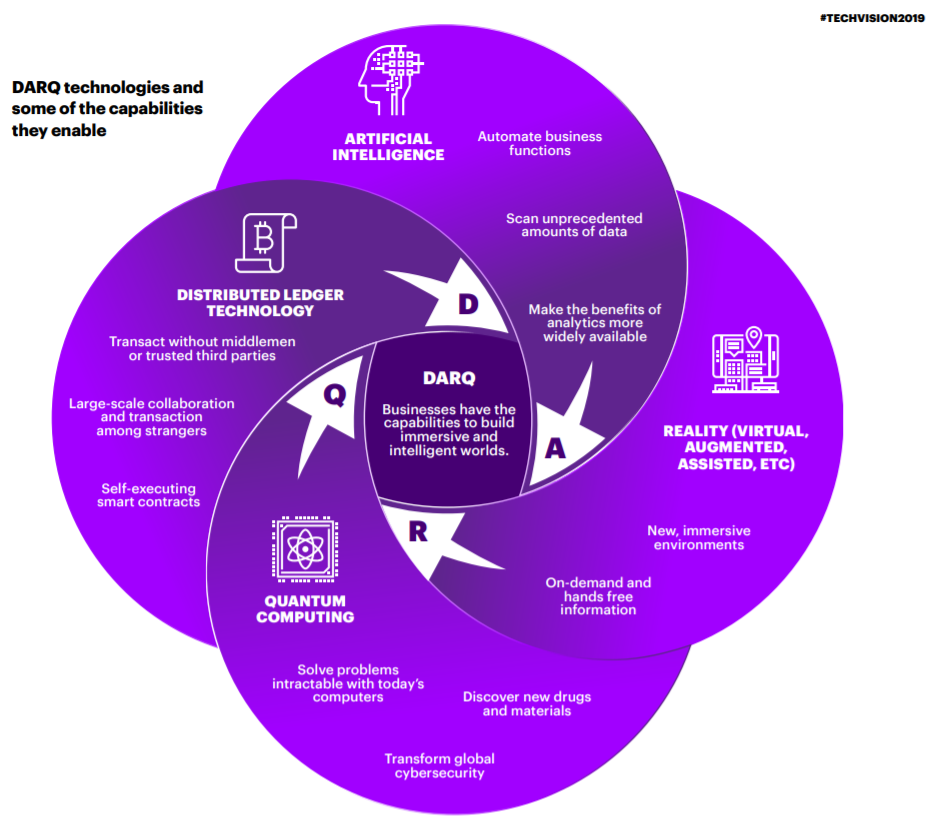 #TECHVISION2019
DARQ technologies and
some of the capabilities
they enable
ARTIFICIAL
INTELLIGENCE
Automate business
functions
Scan unprecedented
amounts of data
Make the benefits of
analytics more
widely available
DISTRIBUTED LEDGER
TECHNOLOGY
Transact without middlemen
or trusted third parties
Large-scale collaboration
and transaction
among strangers
Self-executing
smart contracts
D
A
R
Q
DARQ
Businesses have the
capabilities to build
immersive and
intelligent worlds.
REALITY (VIRTUAL,
AUGMENTED,
ASSISTED, ETC)
New, immersive
environments
On-demand and
hands free
information
QUANTUM
COMPUTING
Solve problems
intractable with today's
computers
Discover new drugs
and materials
Transform global
cybersecurity